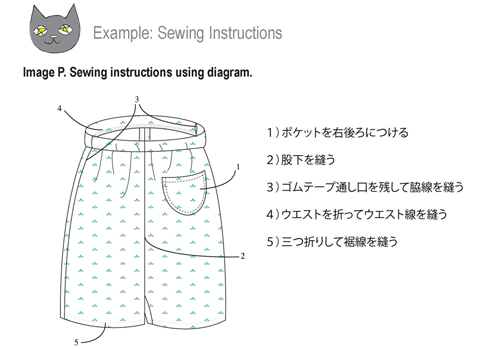 Example: Sewing Instructions
Image P. Sewing instructions using diagram.
3
4
1
2
5
1）ポケットを右後ろにつける
2）股下を縫う
3）ゴムテープ通し口を残して脇線を縫う
4）ウエストを折ってウエスト線を縫う
5）三つ折りして裾線を縫う